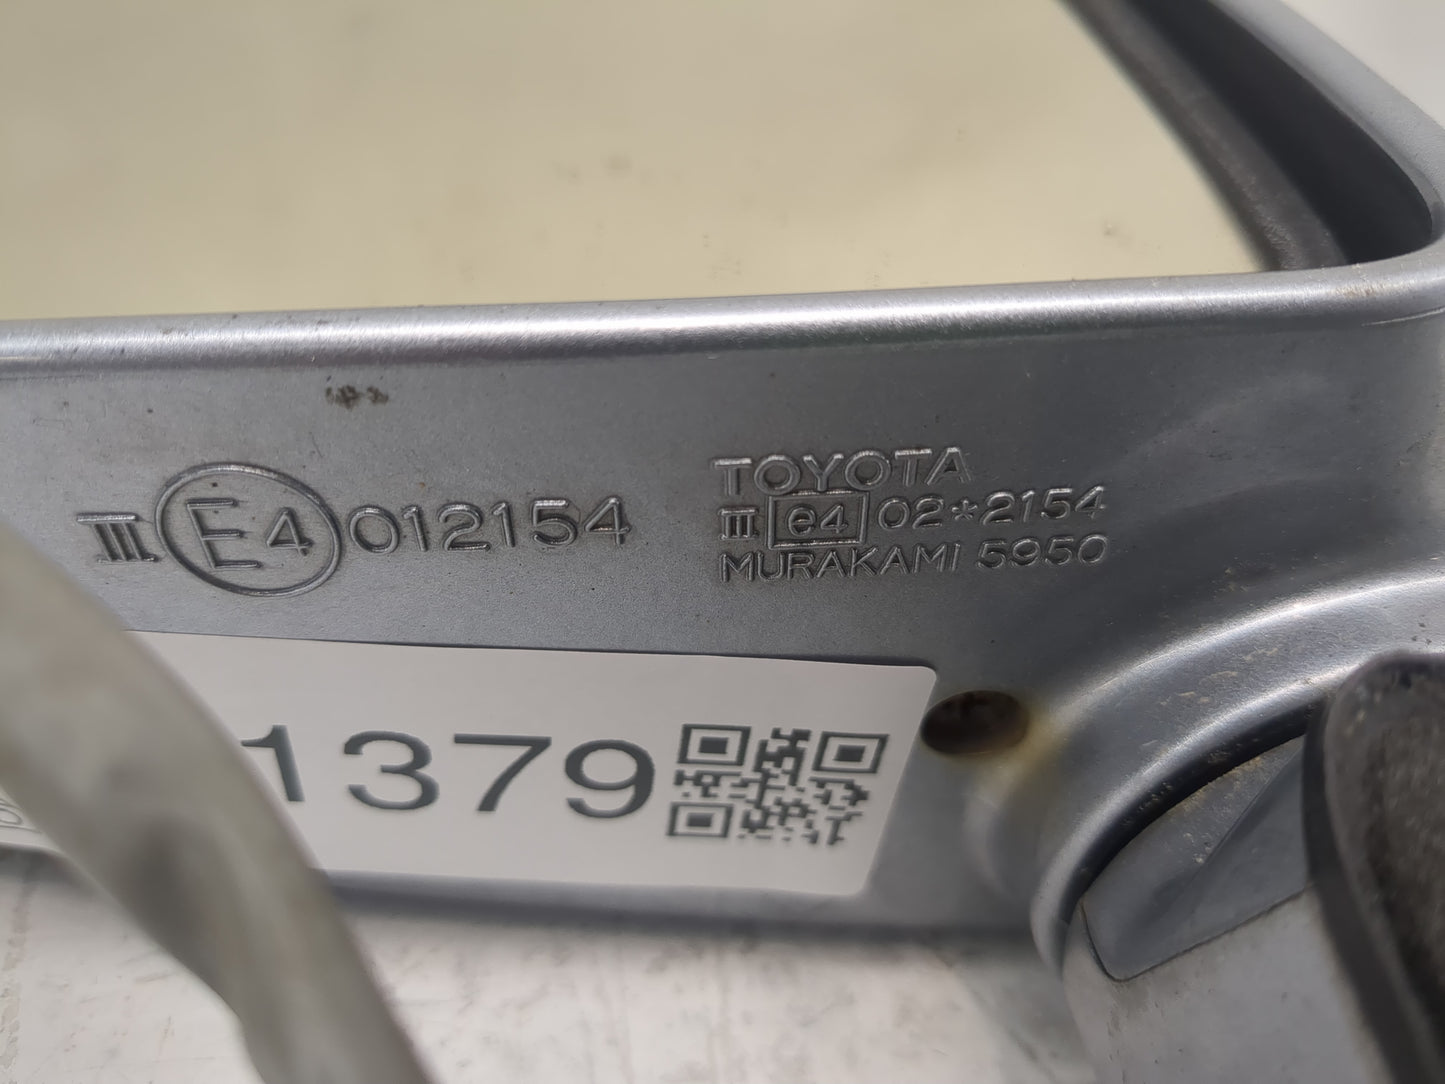 III E4 012154
TOYOTA
III e4 02*2154
MURAKAMI 5950
1379